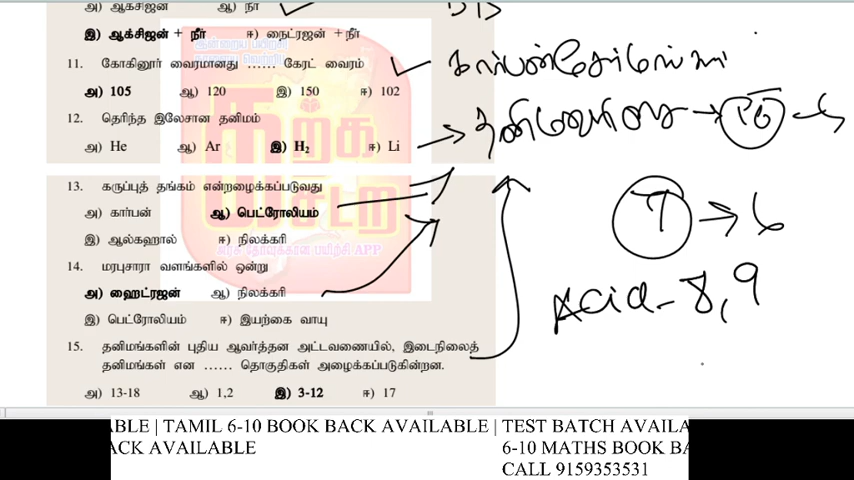 அ) ஆக்சிஜன் ஆ) நீர்
இ) ஆக்சிஜன் + நீர் ஈ) நைட்ரஜன் + நீர்
11. கோகினூர் வைரமானது ...... கேரட் வைரம்
அ) 105 ஆ) 120 இ) 150 ஈ) 102
12. தெரிந்த இலேசான தனிமம்
அ) He ஆ) Ar இ) H₂ ஈ) Li
13. கருப்புத் தங்கம் என்றழைக்கப்படுவது
அ) கார்பன் ஆ) பெட்ரோலியம்
இ) ஆல்கஹால் ஈ) நிலக்கரி
14. மரபுசாரா வளங்களில் ஒன்று
அ) ஹைட்ரஜன் ஆ) நிலக்கரி
இ) பெட்ரோலியம் ஈ) இயற்கை வாயு
15. தனிமங்களின் புதிய ஆவர்த்தன அட்டவணையில், இடைநிலைத்
தனிமங்கள் என ...... தொகுதிகள் அழைக்கப்படுகின்றன.
அ) 13-18 ஆ) 1,2 இ) 3-12 ஈ) 17
கற்க
கசடற
7 → 6
Acid - 8, 9
ABLE | TAMIL 6-10 BOOK BACK AVAILABLE | TEST BATCH AVAILA
ACK AVAILABLE 6-10 MATHS BOOK BA
CALL 9159353531